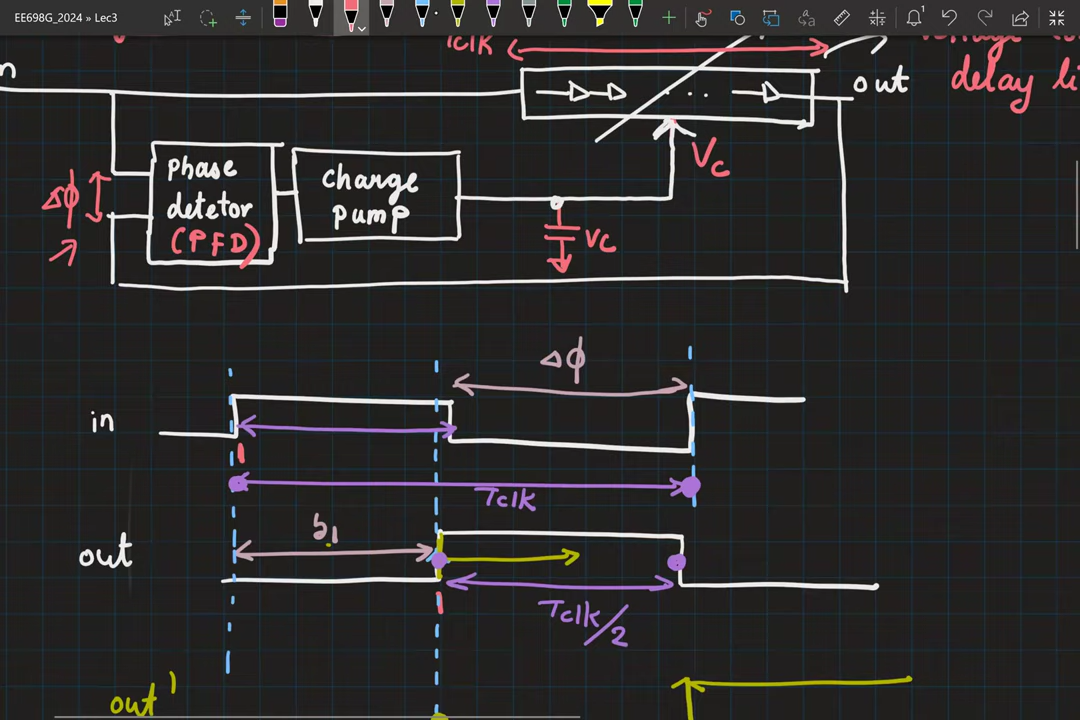 EE698G_2024 » Lec3
Tclk
n
out
delay li
Phase
detetor
(PFD)
Charge
pump
Δϕ
Vc
Vc
Δϕ
in
Tclk
out
Tclk/2
out'